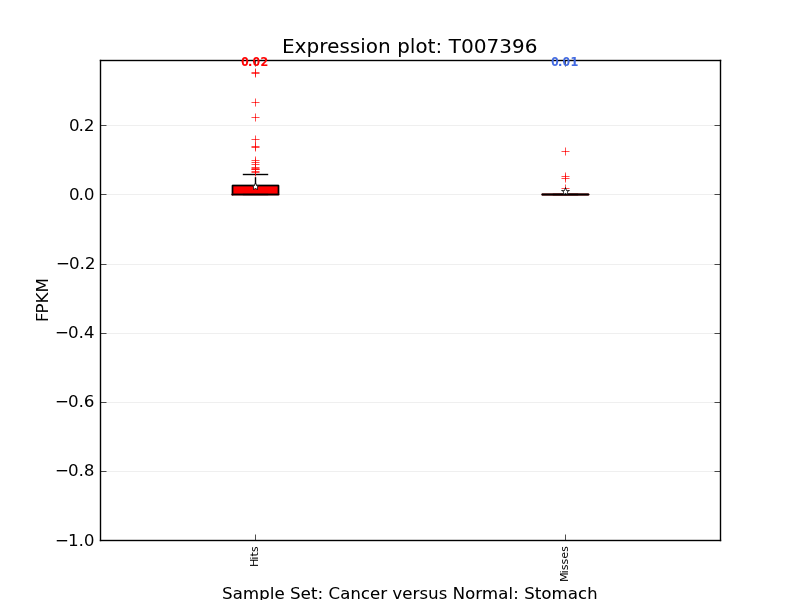 Expression plot: T007396
0.02
0.01
0.2
0.0
−0.2
−0.4
−0.6
−0.8
−1.0
FPKM
Hits
Misses
Sample Set: Cancer versus Normal: Stomach